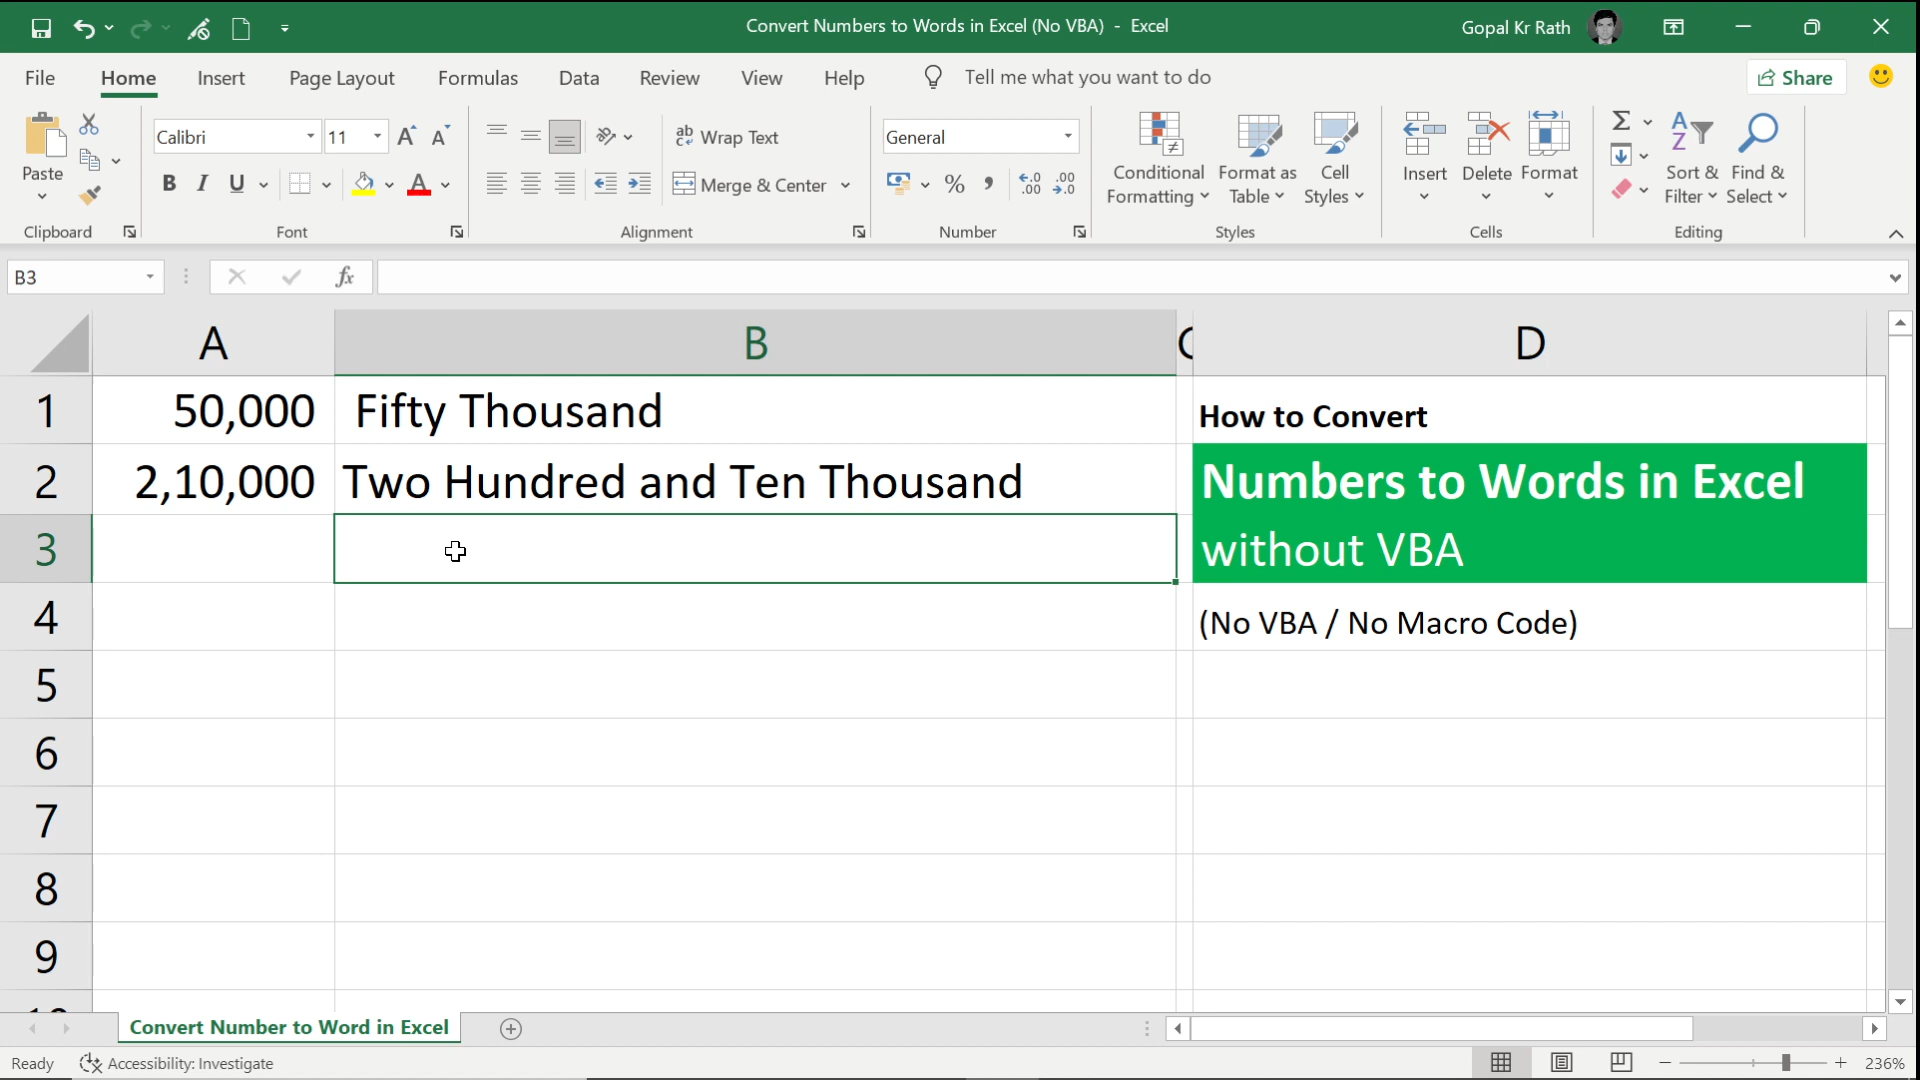 Convert Numbers to Words in Excel (No VBA) - Excel
Gopal Kr Rath
File Home Insert Page Layout Formulas Data Review View Help Tell me what you want to do
Share
Paste
Clipboard
Calibri 11
B I U
Font
Wrap Text
Merge & Center
Alignment
General
% , .00 .0
Number
Conditional Formatting
Format as Table
Cell Styles
Styles
Insert
Delete
Format
Cells
Sort & Filter
Find & Select
Editing
B3
fx
A B C D
1 50,000 Fifty Thousand How to Convert
2 2,10,000 Two Hundred and Ten Thousand Numbers to Words in Excel
3 without VBA
4 (No VBA / No Macro Code)
5
6
7
8
9
10
Convert Number to Word in Excel
Ready Accessibility: Investigate 236%